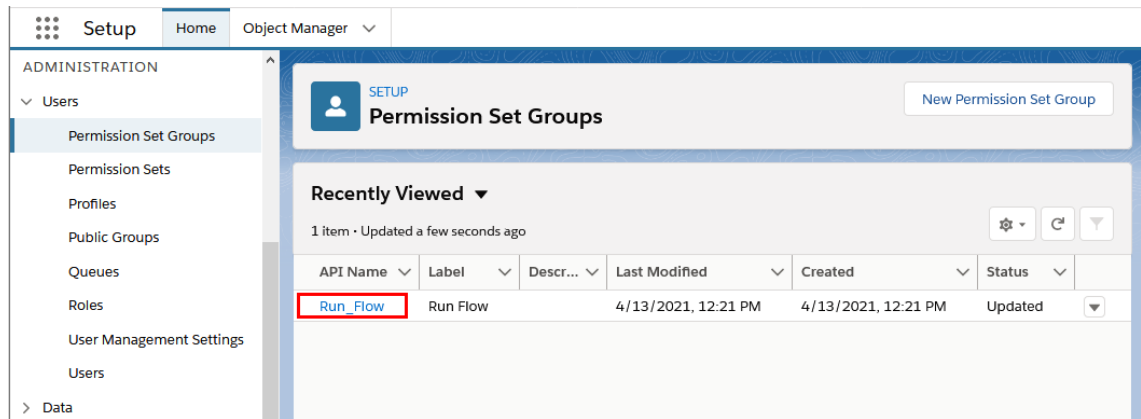 Setup Home Object Manager
ADMINISTRATION
Users
Permission Set Groups
Permission Sets
Profiles
Public Groups
Queues
Roles
User Management Settings
Users
Data
SETUP
Permission Set Groups
New Permission Set Group
Recently Viewed
1 item • Updated a few seconds ago
API Name Label Descr... Last Modified Created Status
Run_Flow Run Flow 4/13/2021, 12:21 PM 4/13/2021, 12:21 PM Updated